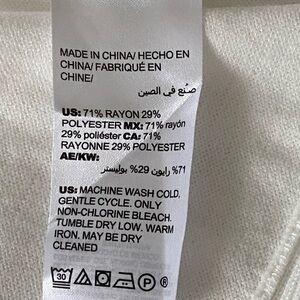 MADE IN CHINA/ HECHO EN
CHINA/ FABRIQUÉ EN
CHINE/
صنع في الصين
US: 71% RAYON 29%
POLYESTER MX: 71% rayón
29% poliéster CA: 71%
RAYONNE 29% POLYESTER
AE/KW:
71% رايون 29% بوليستر
US: MACHINE WASH COLD,
GENTLE CYCLE. ONLY
NON-CHLORINE BLEACH.
TUMBLE DRY LOW. WARM
IRON. MAY BE DRY
CLEANED
30 P ®